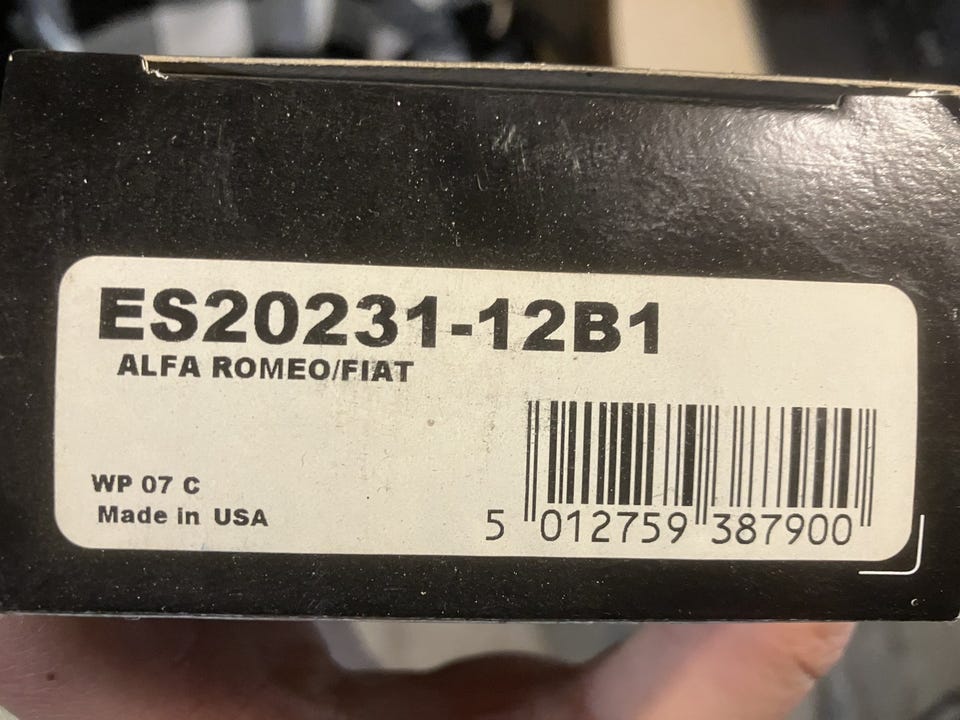 ES20231-12B1
ALFA ROMEO/FIAT
WP 07 C
Made in USA
5 012759 387900